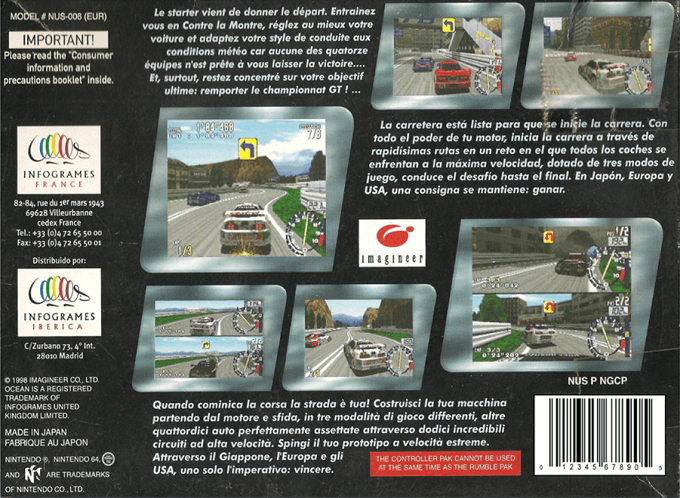 MODEL # NUS-006 (EUR)
IMPORTANT!
Please read the "Consumer
information and
precautions booklet" inside.
Le starter vient de donner le départ. Entrainez
vous en Contre la Montre, réglez au mieux votre
voiture et adaptez votre style de conduite aux
conditions météo car aucune des quatorze
équipes n'est prête à vous laisser la victoire....
Et, surtout, restez concentré sur votre objectif
ultime: remporter le championnat GT ! ...
La carretera está lista para que se inicie la carrera. Con
todo el poder de tu motor, inicia la carrera a través de
rapidísimas rutas en un reto en el que todos los coches se
enfrentan a la máxima velocidad, dotado de tres modos de
juego, conduce el desafío hasta el final. En Japón, Europa y
USA, una consigna se mantiene: ganar.
7/8
1/3
INFOGRAMES
FRANCE
82-84, rue du 1er mars 1943
69628 Villeurbanne
cedex France
Tel.: +33 (0)4 72 65 50 00
Fax: +33 (0)4 72 65 50 01
Distribuido por:
INFOGRAMES
IBERICA
C/Zurbano 73, 4º Int.
28010 Madrid
imagineer
1/2
2/2
© 1998 IMAGINEER CO., LTD.
OCEAN IS A REGISTERED
TRADEMARK OF
INFOGRAMES UNITED
KINGDOM LIMITED.
MADE IN JAPAN
FABRIQUE AU JAPON
NINTENDO ®, NINTENDO 64,
AND N ARE TRADEMARKS
OF NINTENDO CO., LTD.
Quando cominica la corsa la strada è tua! Costruisci la tua macchina
partendo dal motore e sfida, in tre modalità di gioco differenti, altre
quattordici auto perfettamente assettate attraverso dodici incredibili
circuiti ad alta velocità. Spingi il tuo prototipo a velocità estreme.
Attraverso il Giappone, l'Europa e gli
USA, uno solo l'imperativo: vincere.
THE CONTROLLER PAK CANNOT BE USED
AT THE SAME TIME AS THE RUMBLE PAK
NUS P NGCP
0 12345 67890 5